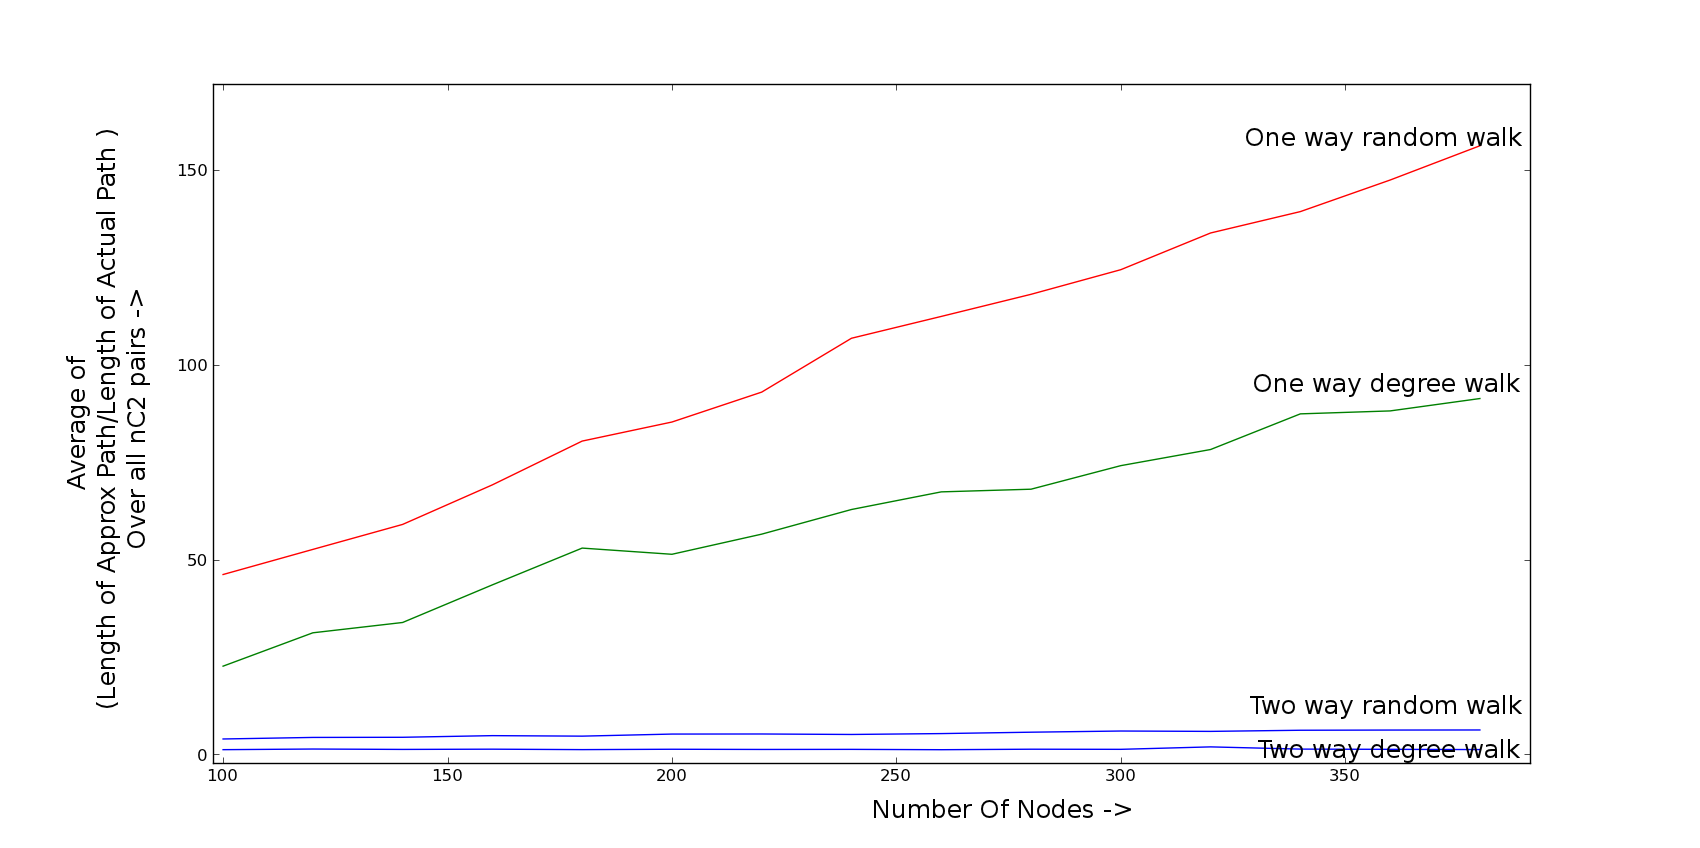 Average of
(Length of Approx Path/Length of Actual Path )
Over all nC2 pairs ->
150
100
50
0
One way random walk
One way degree walk
Two way random walk
Two way degree walk
100 150 200 250 300 350
Number Of Nodes ->